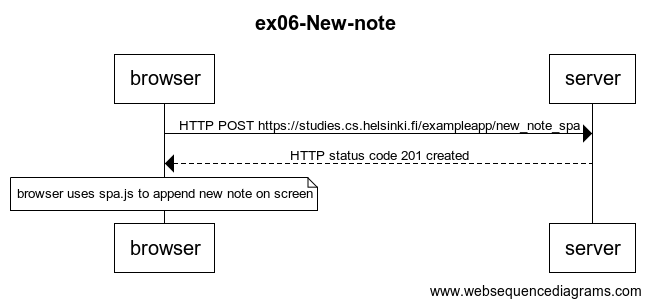 ex06-New-note
browser
server
HTTP POST https://studies.cs.helsinki.fi/exampleapp/new_note_spa
HTTP status code 201 created
browser uses spa.js to append new note on screen
browser
server
www.websequencediagrams.com